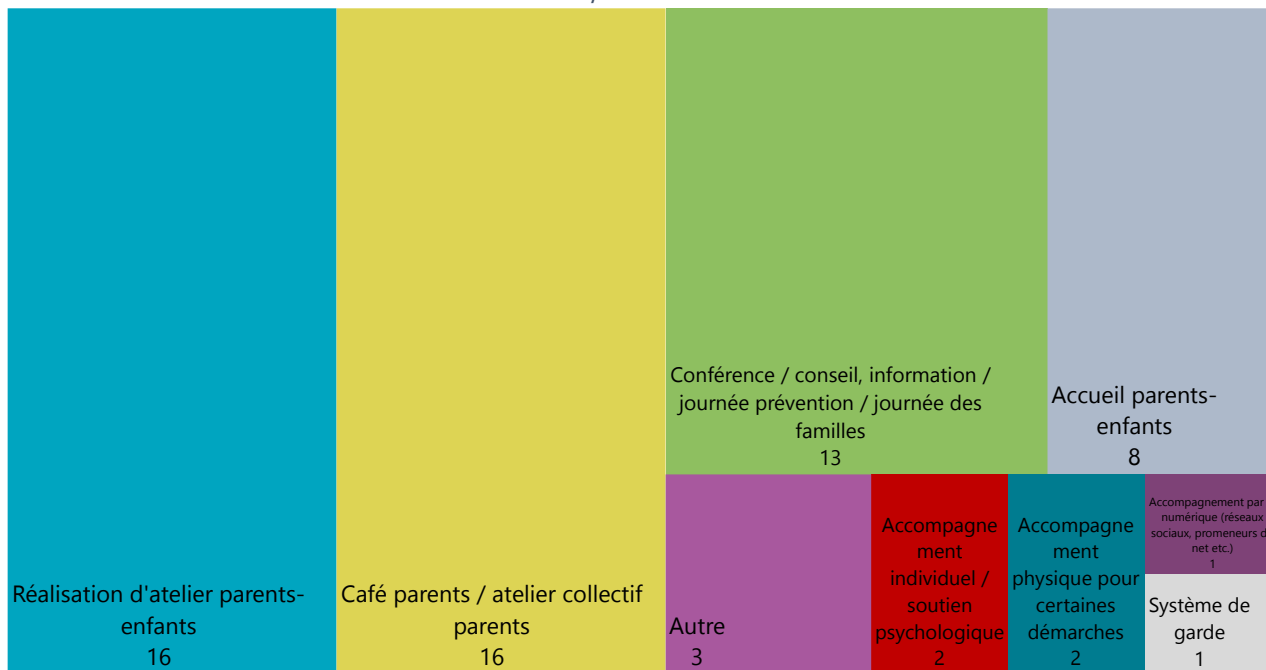 Réalisation d'atelier parents-
enfants
16
Café parents / atelier collectif
parents
16
Conférence / conseil, information /
journée prévention / journée des
familles
13
Accueil parents-
enfants
8
Autre
3
Accompagne
ment
individuel /
soutien
psychologique
2
Accompagne
ment
physique pour
certaines
démarches
2
Accompagnement par
numérique (réseaux
sociaux, promeneurs d
net etc.)
1
Système de
garde
1